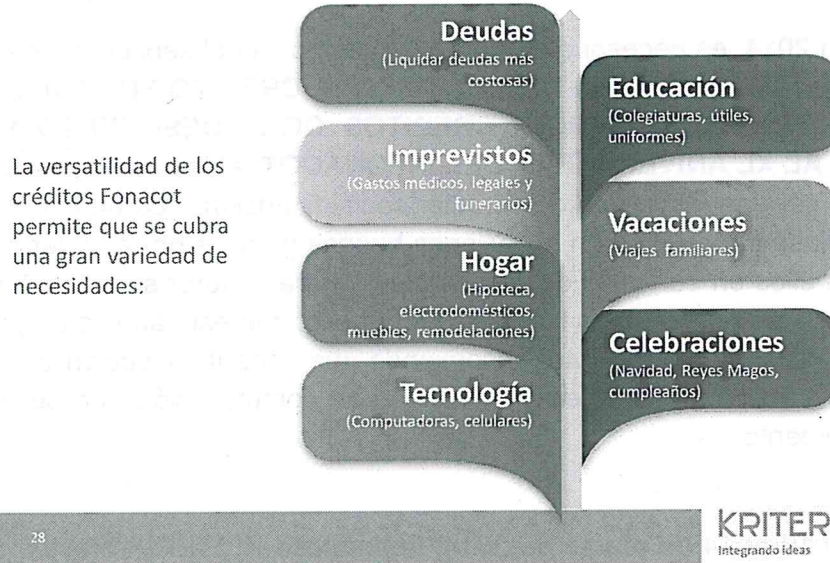 La versatilidad de los
créditos Fonacot
permite que se cubra
una gran variedad de
necesidades:
Deudas
(Liquidar deudas más
costosas)
Imprevistos
(Gastos médicos, legales y
funerarios)
Hogar
(Hipoteca,
electrodomésticos,
muebles, remodelaciones)
Tecnología
(Computadoras, celulares)
Educación
(Colegiaturas, útiles,
uniformes)
Vacaciones
(Viajes familiares)
Celebraciones
(Navidad, Reyes Magos,
cumpleaños)
28
KRITER
Integrando ideas